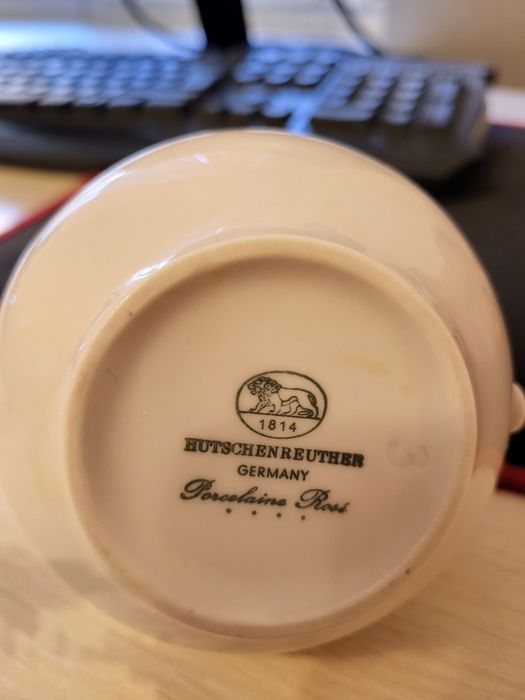 1814
HUTSCHENREUTHER
GERMANY
Porcelaine Rose